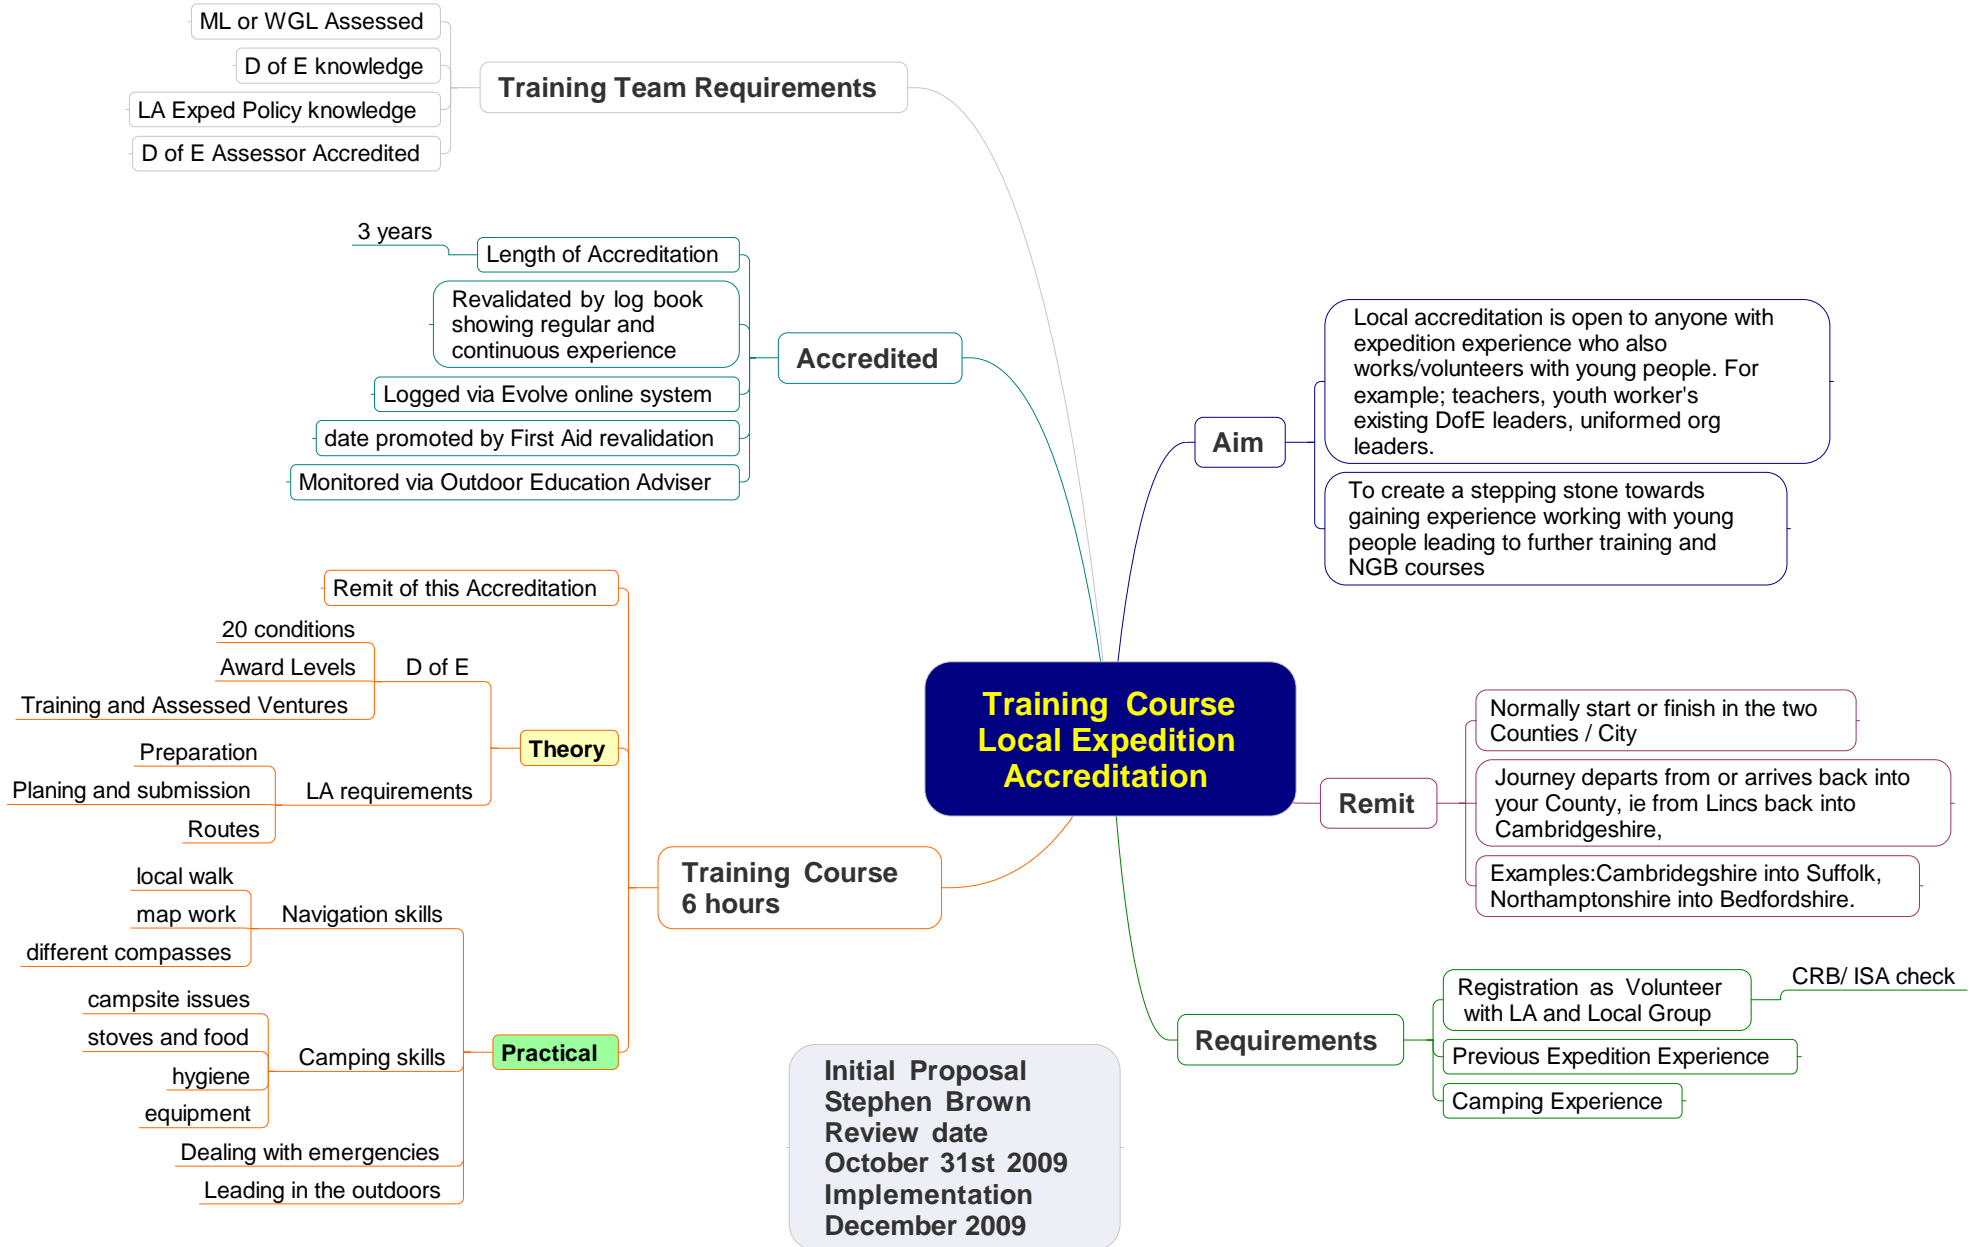 ML or WGL Assessed
D of E knowledge
LA Exped Policy knowledge
D of E Assessor Accredited
Training Team Requirements
3 years
Length of Accreditation
Revalidated by log book
showing regular and
continuous experience
Logged via Evolve online system
date promoted by First Aid revalidation
Monitored via Outdoor Education Adviser
Accredited
Remit of this Accreditation
20 conditions
Award Levels
Training and Assessed Ventures
D of E
Preparation
Planing and submission
Routes
LA requirements
Theory
local walk
map work
different compasses
Navigation skills
campsite issues
stoves and food
hygiene
equipment
Camping skills
Dealing with emergencies
Leading in the outdoors
Practical
Training Course
6 hours
Training Course
Local Expedition
Accreditation
Aim
Local accreditation is open to anyone with
expedition experience who also
works/volunteers with young people. For
example; teachers, youth worker's
existing DofE leaders, uniformed org
leaders.
To create a stepping stone towards
gaining experience working with young
people leading to further training and
NGB courses
Remit
Normally start or finish in the two
Counties / City
Journey departs from or arrives back into
your County, ie from Lincs back into
Cambridgeshire,
Examples:Cambridegshire into Suffolk,
Northamptonshire into Bedfordshire.
Requirements
Registration as Volunteer
with LA and Local Group
CRB/ ISA check
Previous Expedition Experience
Camping Experience
Initial Proposal
Stephen Brown
Review date
October 31st 2009
Implementation
December 2009